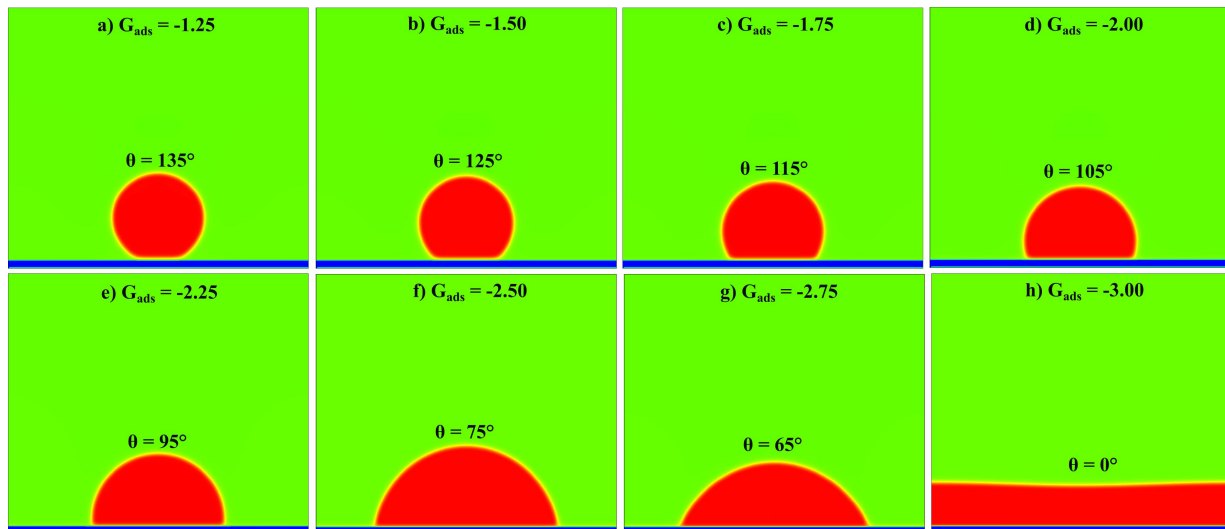 a) Gads = -1.25
θ = 135°
b) Gads = -1.50
θ = 125°
c) Gads = -1.75
θ = 115°
d) Gads = -2.00
θ = 105°
e) Gads = -2.25
θ = 95°
f) Gads = -2.50
θ = 75°
g) Gads = -2.75
θ = 65°
h) Gads = -3.00
θ = 0°